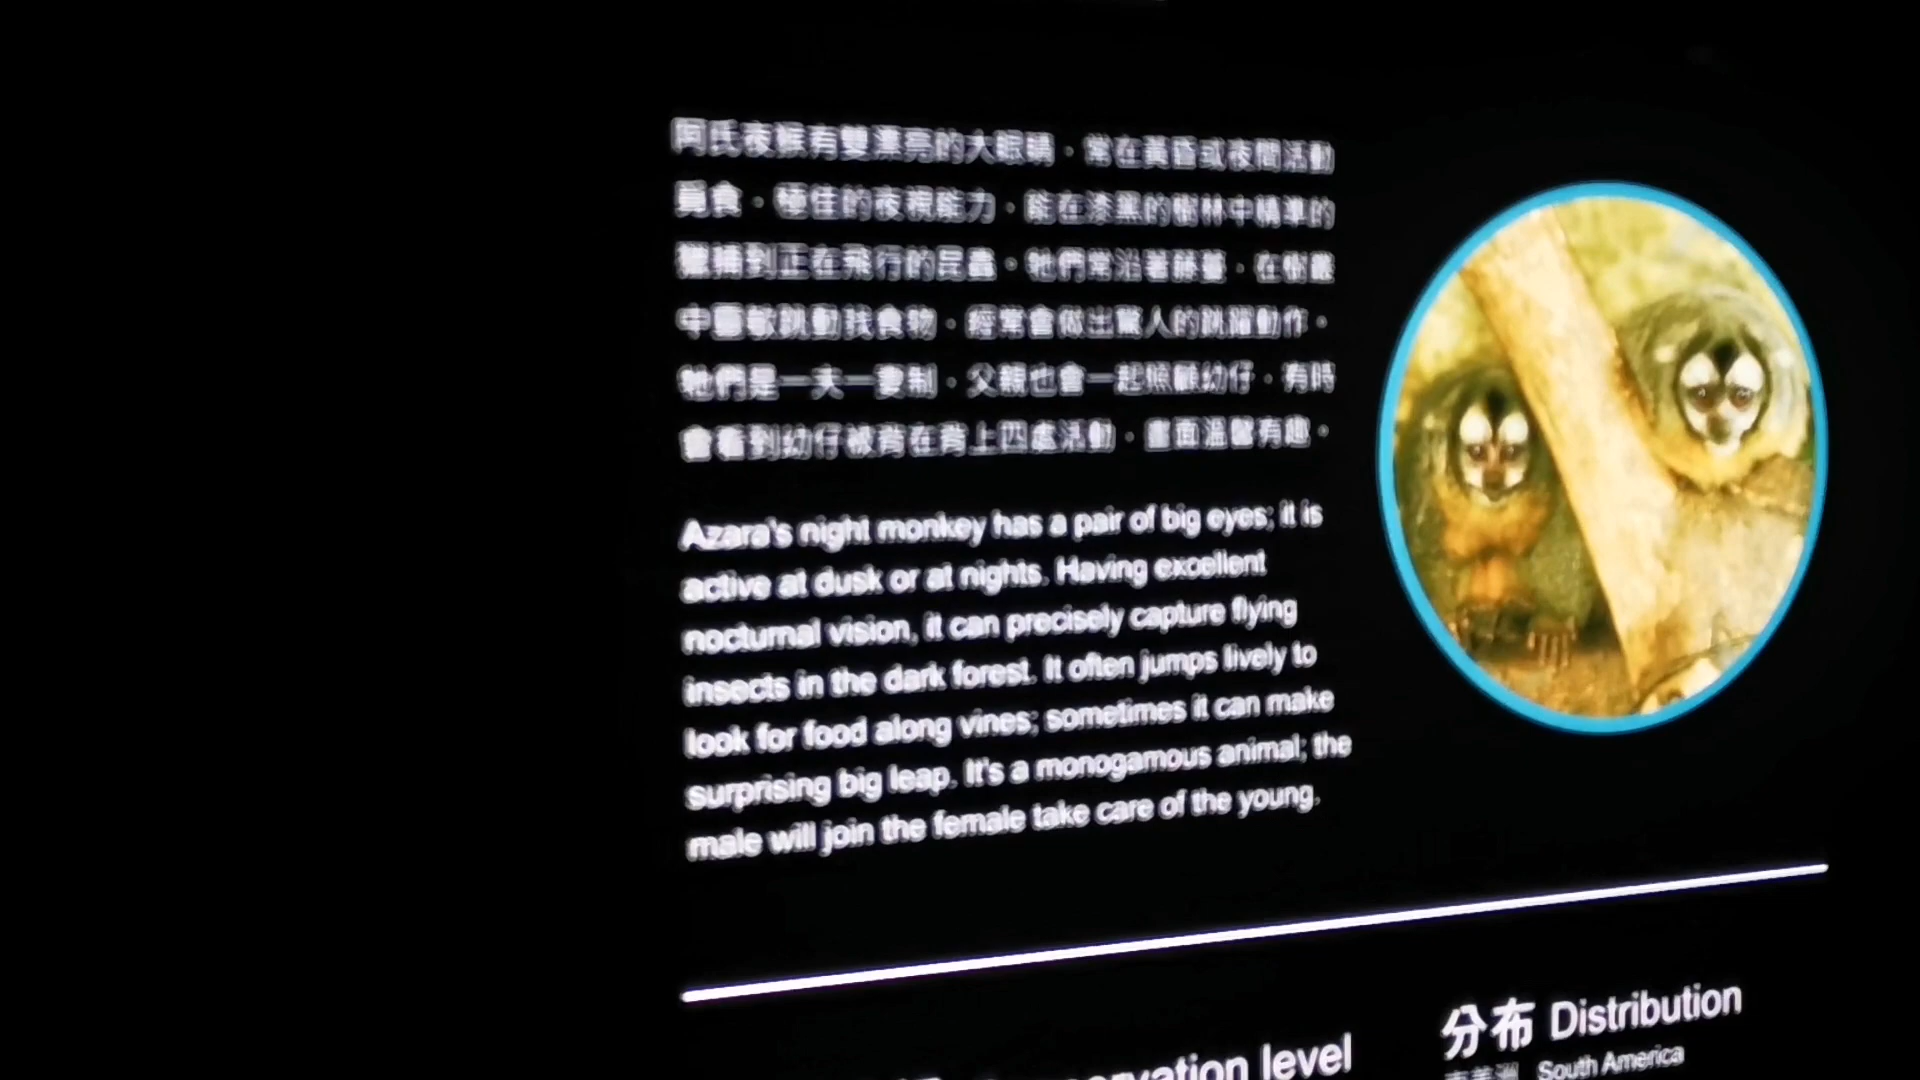 阿氏夜猴有雙漂亮的大眼睛，常在黃昏或夜間活動
覓食，極佳的夜視能力，能在漆黑的樹林中精準的
獵捕到正在飛行的昆蟲。牠們常沿著藤蔓，在樹叢
中靈敏跳動找食物，經常會做出驚人的跳躍動作。
牠們是一夫一妻制，父親也會一起照顧幼仔，有時
會看到幼仔被背在背上四處活動，畫面溫馨有趣。
Azara's night monkey has a pair of big eyes; it is
active at dusk or at nights. Having excellent
nocturnal vision, it can precisely capture flying
insects in the dark forest. It often jumps lively to
look for food along vines; sometimes it can make
surprising big leap. It's a monogamous animal; the
male will join the female take care of the young.
level
分布 Distribution
South America